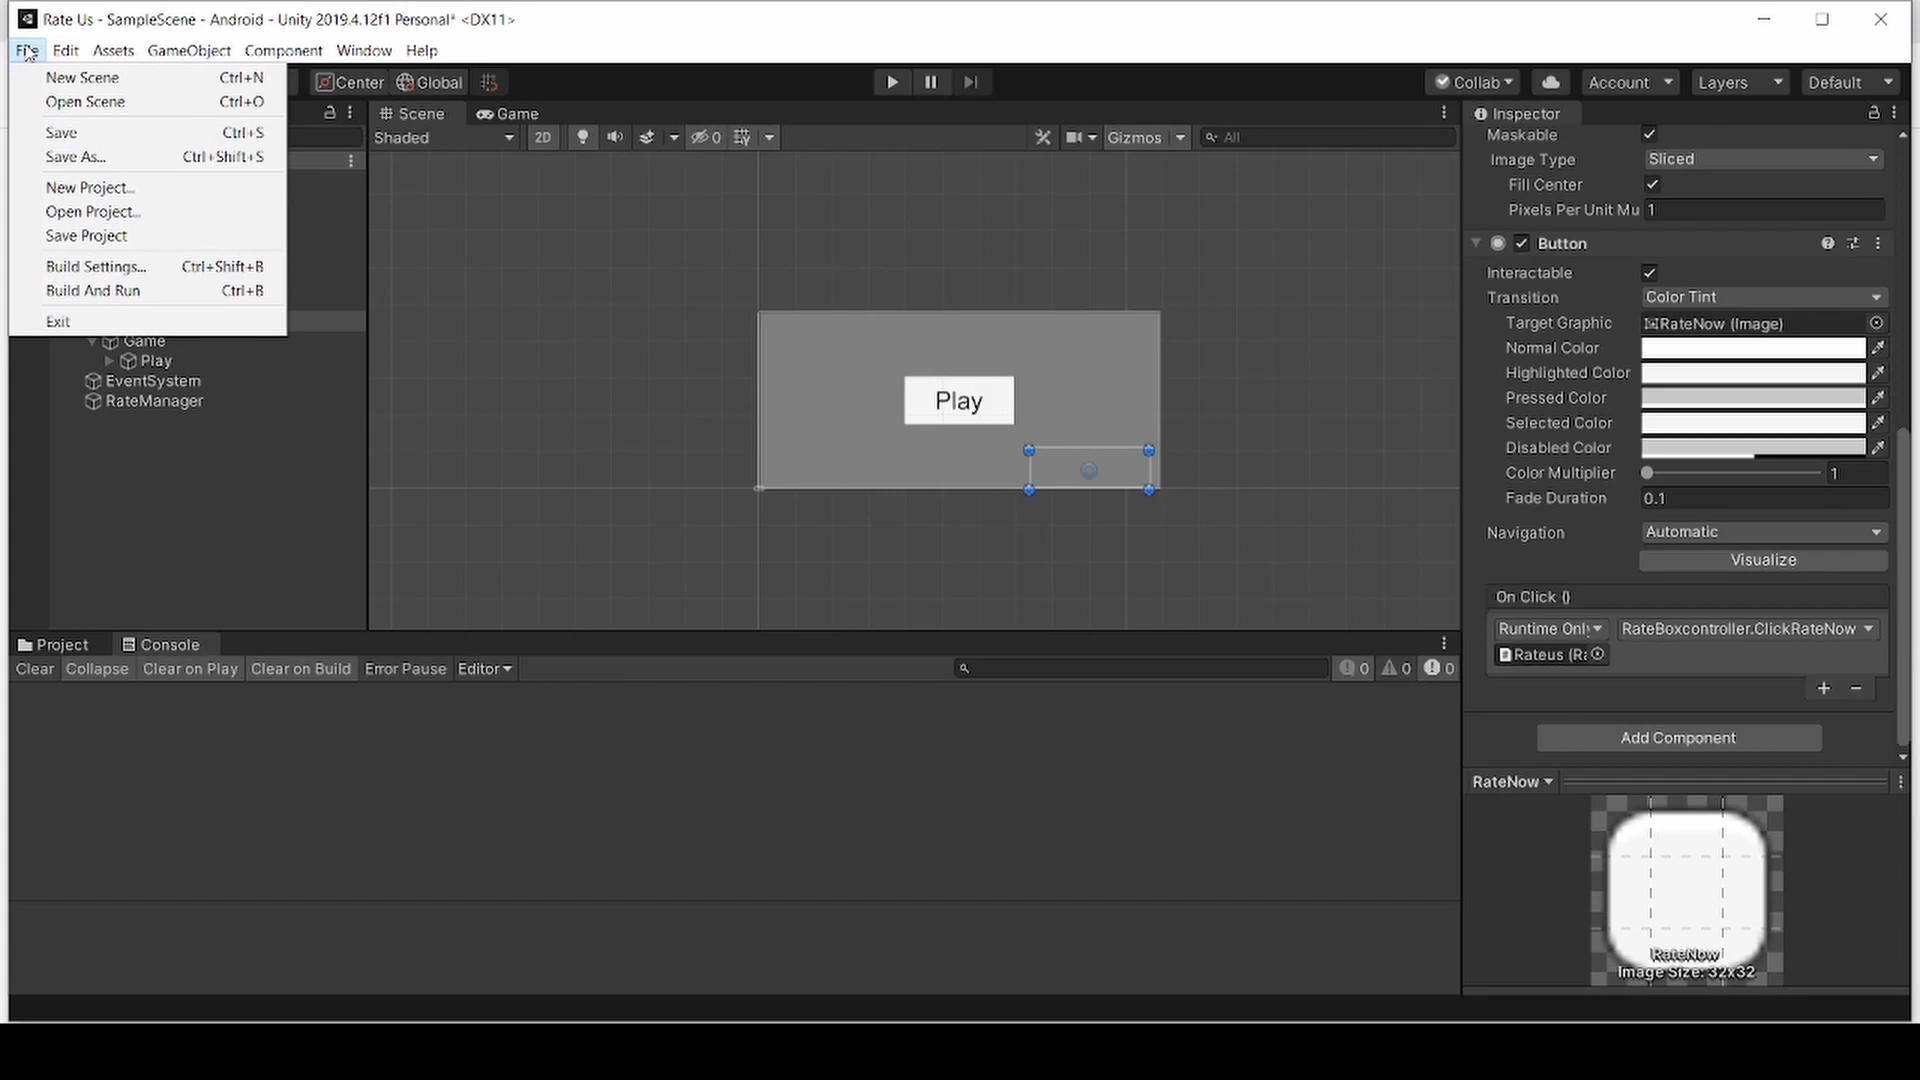 Rate Us - SampleScene - Android - Unity 2019.4.12f1 Personal* <DX11>
File Edit Assets GameObject Component Window Help
New Scene Ctrl+N
Open Scene Ctrl+O
Save Ctrl+S
Save As... Ctrl+Shift+S
New Project...
Open Project...
Save Project
Build Settings... Ctrl+Shift+B
Build And Run Ctrl+B
Exit
Center Global
Collab Account Layers Default
Scene Game
Shaded 2D 0 Gizmos All
Game
Play
EventSystem
RateManager
Play
Inspector
Maskable
Image Type Sliced
Fill Center
Pixels Per Unit Mu 1
Button
Interactable
Transition Color Tint
Target Graphic RateNow (Image)
Normal Color
Highlighted Color
Pressed Color
Selected Color
Disabled Color
Color Multiplier 1
Fade Duration 0.1
Navigation Automatic
Visualize
On Click ()
Runtime Onl RateBoxcontroller.ClickRateNow
Rateus (Ra
+ −
Add Component
RateNow
RateNow
Image Size: 32x32
Project Console
Clear Collapse Clear on Play Clear on Build Error Pause Editor 0 0 0